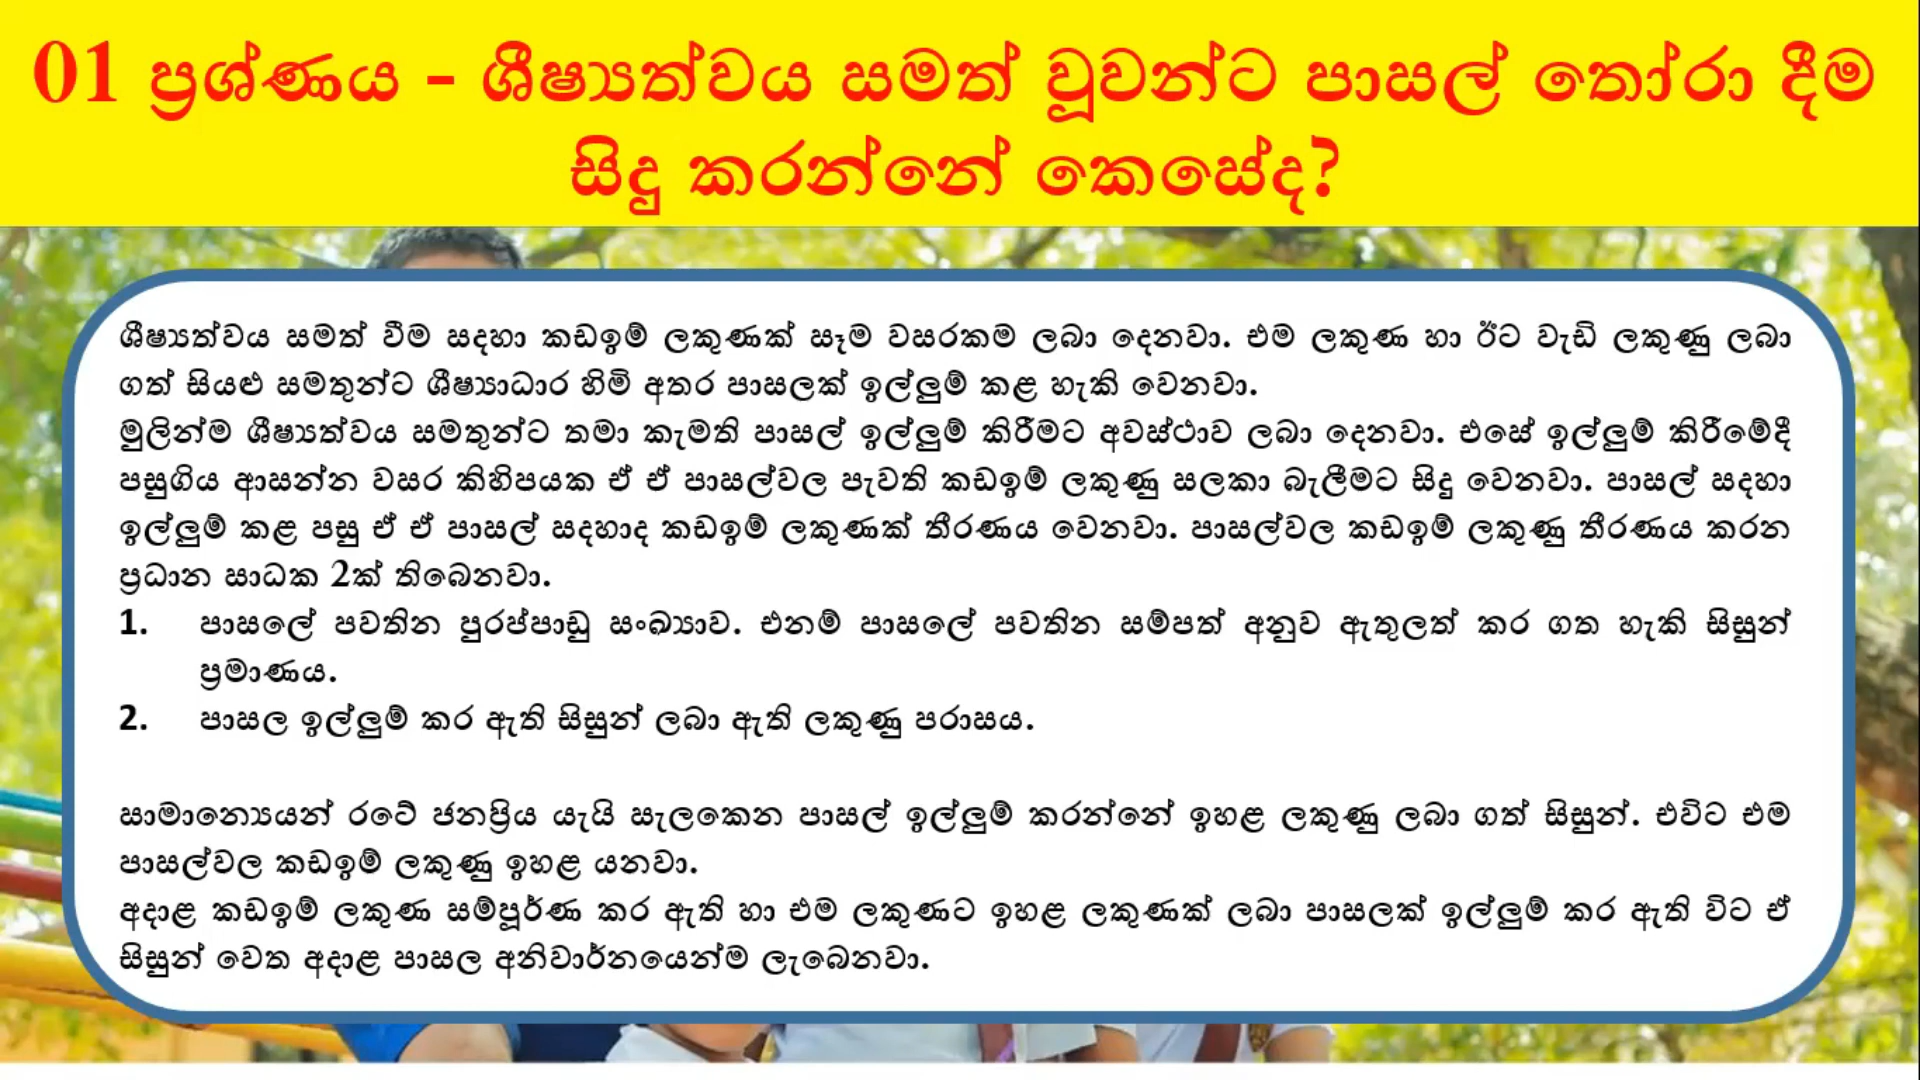 01 ප්‍රශ්ණය - ශීෂ්‍යත්වය සමත් වූවන්ට පාසල් තෝරා දීම
සිදු කරන්නේ කෙසේද?
ශීෂ්‍යත්වය සමත් වීම සදහා කඩඉම් ලකුණක් සෑම වසරකම ලබා දෙනවා. එම ලකුණ හා ඊට වැඩි ලකුණු ලබා
ගත් සියළු සමතුන්ට ශීෂ්‍යාධාර හිමි අතර පාසලක් ඉල්ලුම් කළ හැකි වෙනවා.
මුලින්ම ශීෂ්‍යත්වය සමතුන්ට තමා කැමති පාසල් ඉල්ලුම් කිරීමට අවස්ථාව ලබා දෙනවා. එසේ ඉල්ලුම් කිරීමේදී
පසුගිය ආසන්න වසර කිහිපයක ඒ ඒ පාසල්වල පැවති කඩඉම් ලකුණු සලකා බැලීමට සිදු වෙනවා. පාසල් සදහා
ඉල්ලුම් කළ පසු ඒ ඒ පාසල් සදහාද කඩඉම් ලකුණක් තීරණය වෙනවා. පාසල්වල කඩඉම් ලකුණු තීරණය කරන
ප්‍රධාන සාධක 2ක් තිබෙනවා.
1. පාසලේ පවතින පුරප්පාඩු සංඛ්‍යාව. එනම් පාසලේ පවතින සම්පත් අනුව ඇතුලත් කර ගත හැකි සිසුන්
ප්‍රමාණය.
2. පාසල ඉල්ලුම් කර ඇති සිසුන් ලබා ඇති ලකුණු පරාසය.
සාමාන්‍යෙයන් රටේ ජනප්‍රිය යැයි සැලකෙන පාසල් ඉල්ලුම් කරන්නේ ඉහළ ලකුණු ලබා ගත් සිසුන්. එවිට එම
පාසල්වල කඩඉම් ලකුණු ඉහළ යනවා.
අදාළ කඩඉම් ලකුණ සම්පූර්ණ කර ඇති හා එම ලකුණට ඉහළ ලකුණක් ලබා පාසලක් ඉල්ලුම් කර ඇති විට ඒ
සිසුන් වෙත අදාළ පාසල අනිවාර්නයෙන්ම ලැබෙනවා.